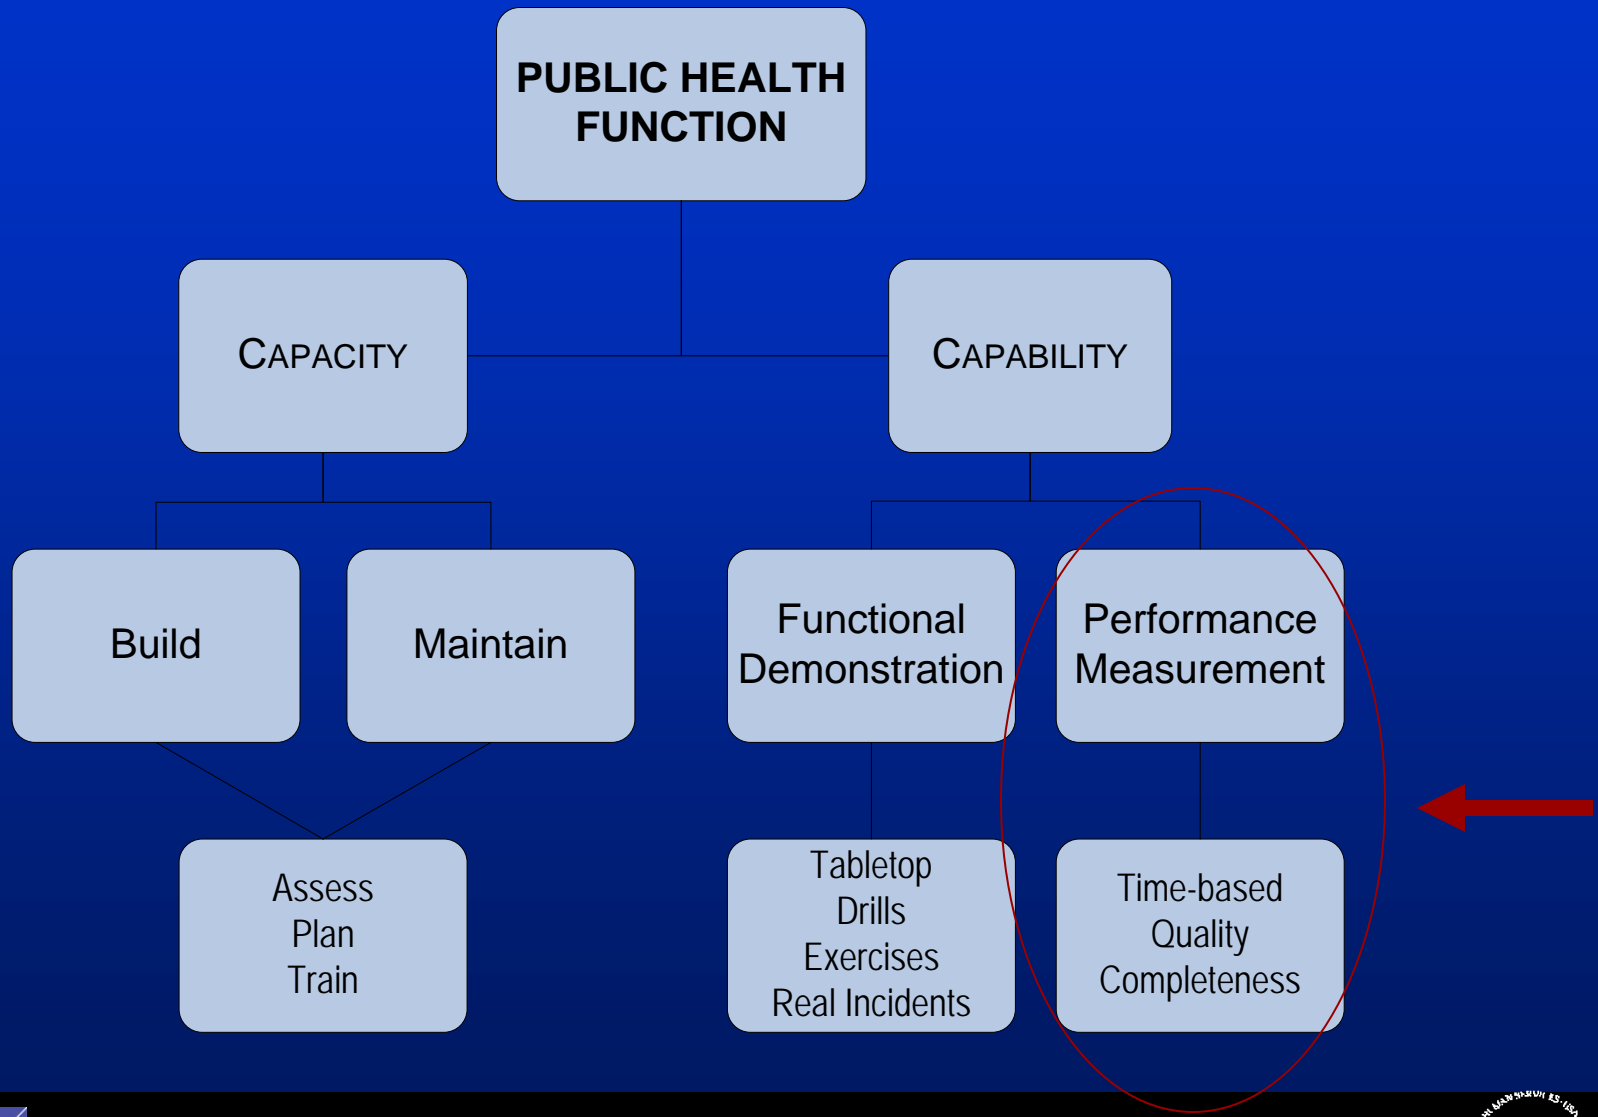 PUBLIC HEALTH
FUNCTION
CAPACITY
CAPABILITY
Build
Maintain
Functional
Demonstration
Performance
Measurement
Assess
Plan
Train
Tabletop
Drills
Exercises
Real Incidents
Time-based
Quality
Completeness